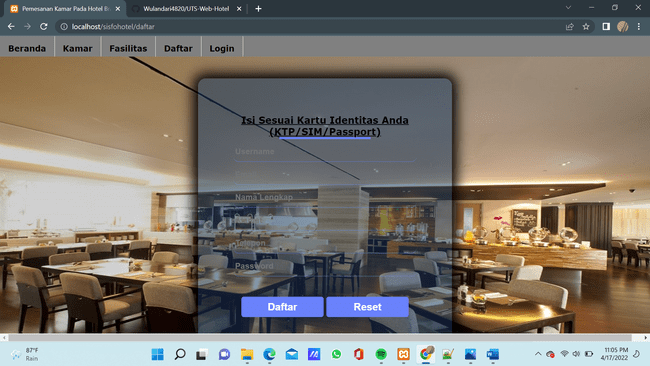 Pemesanan Kamar Pada Hotel B
Wulandari4820/UTS-Web-Hotel
localhost/sisfohotel/daftar
Beranda
Kamar
Fasilitas
Daftar
Login
Isi Sesuai Kartu Identitas Anda
(KTP/SIM/Passport)
Username
Nama Lengkap
Telepon
Password
Daftar
Reset
87°F
Rain
11:05 PM
4/17/2022